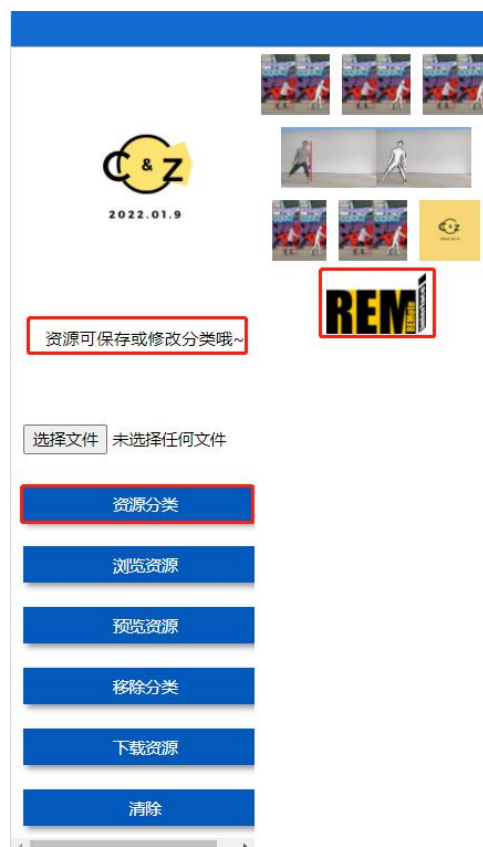 C & Z
2022.01.9
资源可保存或修改分类哦~
选择文件 未选择任何文件
资源分类
浏览资源
预览资源
移除分类
下载资源
清除
C&Z
REM
REMote